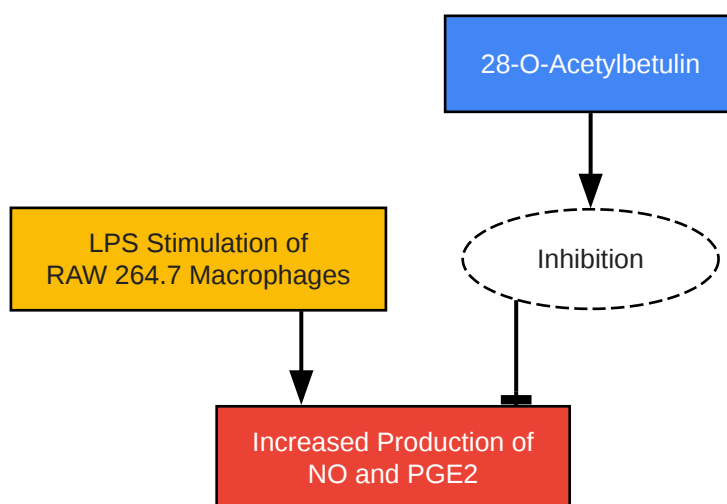 28-O-Acetylbetulin
LPS Stimulation of
RAW 264.7 Macrophages
Inhibition
Increased Production of
NO and PGE2